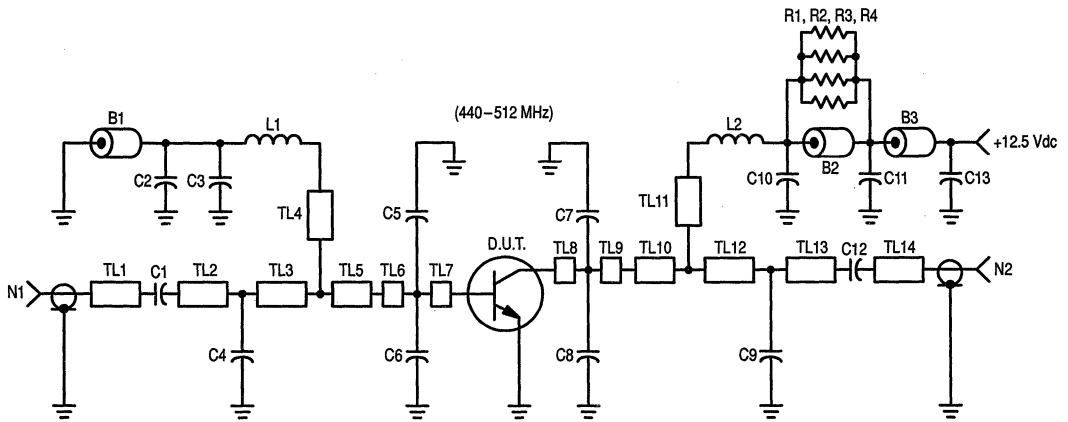 R1, R2, R3, R4
B1
L1
(440–512 MHz)
L2
B3
+12.5 Vdc
B2
C2
C3
C10
C11
C13
TL4
C5
C7
TL11
D.U.T.
TL8
TL9
TL10
TL12
TL13
C12
TL14
N2
N1
TL1
C1
TL2
TL3
TL5
TL6
TL7
C4
C6
C8
C9